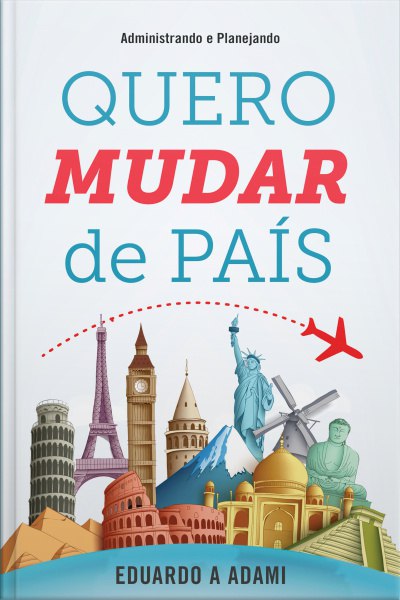 Administrando e Planejando
QUERO
MUDAR
de PAÍS
EDUARDO A ADAMI